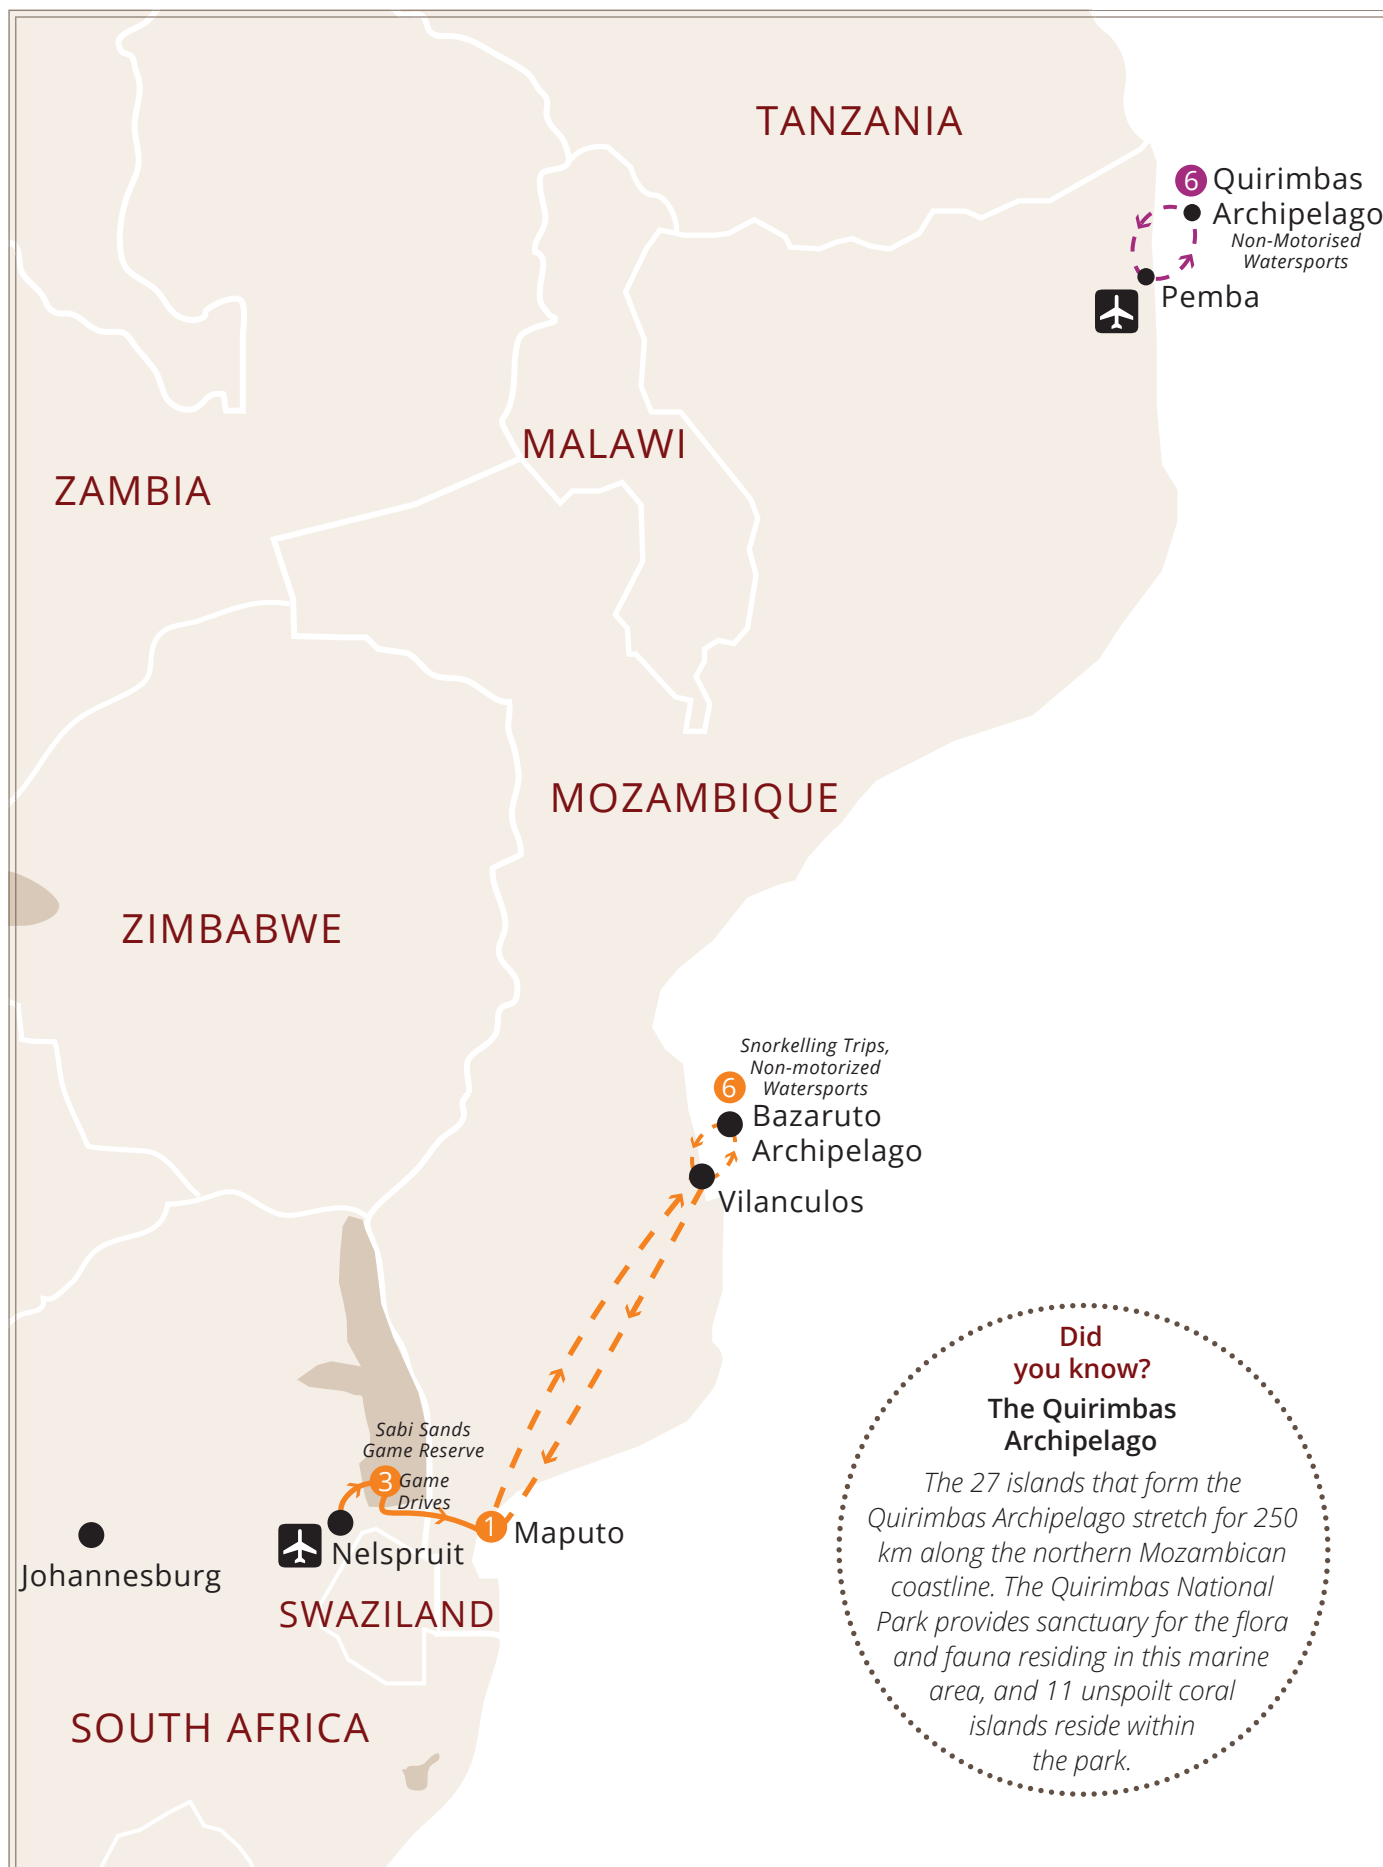 TANZANIA
6 Quirimbas
Archipelago
Non-Motorised
Watersports
Pemba
MALAWI
ZAMBIA
MOZAMBIQUE
ZIMBABWE
Snorkelling Trips,
Non-motorized
Watersports
6
Bazaruto
Archipelago
Vilanculos
Sabi Sands
Game Reserve
3 Game
Drives
1 Maputo
Nelspruit
Johannesburg
SWAZILAND
SOUTH AFRICA
Did
you know?
The Quirimbas
Archipelago
The 27 islands that form the
Quirimbas Archipelago stretch for 250
km along the northern Mozambican
coastline. The Quirimbas National
Park provides sanctuary for the flora
and fauna residing in this marine
area, and 11 unspoilt coral
islands reside within
the park.